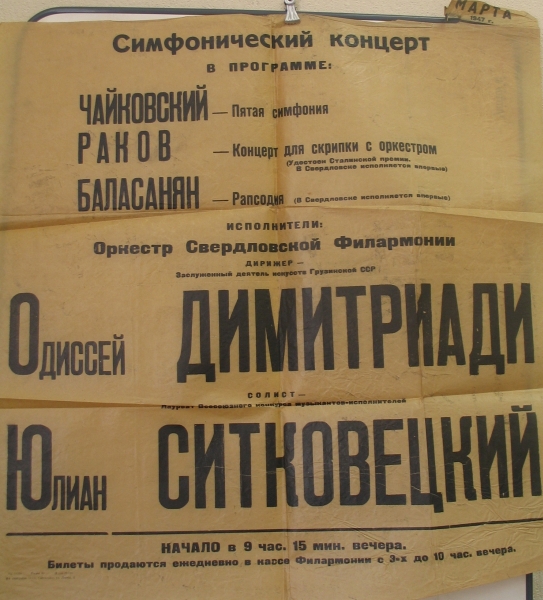 МАРТА
1947 г.
Симфонический концерт
В ПРОГРАММЕ:
ЧАЙКОВСКИЙ — Пятая симфония
РАКОВ — Концерт для скрипки с оркестром
(Удостоен Сталинской премии.
В Свердловске исполняется впервые)
БАЛАСАНЯН — Рапсодия (В Свердловске исполняется впервые)
ИСПОЛНИТЕЛИ:
Оркестр Свердловской Филармонии
ДИРИЖЕР —
Заслуженный деятель искусств Грузинской ССР
Одиссей ДИМИТРИАДИ
СОЛИСТ —
Лауреат Всесоюзного конкурса музыкантов-исполнителей
Юлиан СИТКОВЕЦКИЙ
НАЧАЛО в 9 час. 15 мин. вечера.
Билеты продаются ежедневно в кассе Филармонии с 3-х до 10 час. вечера.